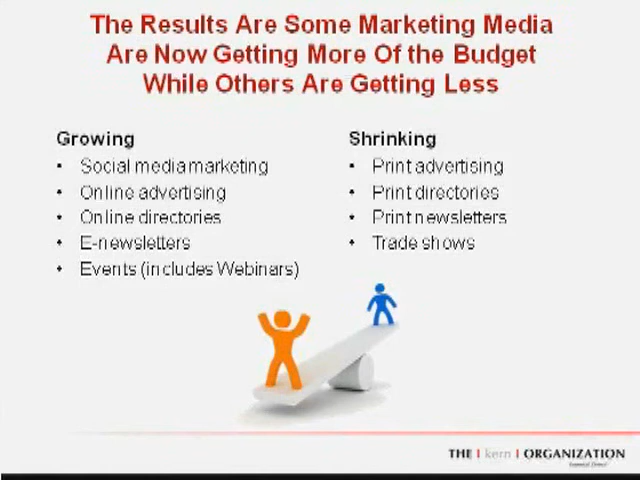 The Results Are Some Marketing Media
Are Now Getting More Of the Budget
While Others Are Getting Less
Growing
• Social media marketing
• Online advertising
• Online directories
• E-newsletters
• Events (includes Webinars)
Shrinking
• Print advertising
• Print directories
• Print newsletters
• Trade shows
THE | kern | ORGANIZATION